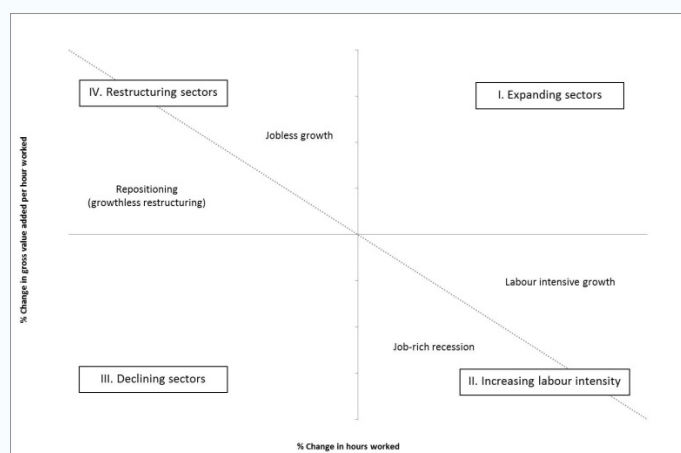 IV. Restructuring sectors
I. Expanding sectors
Jobless growth
Repositioning
(growthless restructuring)
% Change in gross value added per hour worked
Labour intensive growth
Job-rich recession
III. Declining sectors
II. Increasing labour intensity
% Change in hours worked